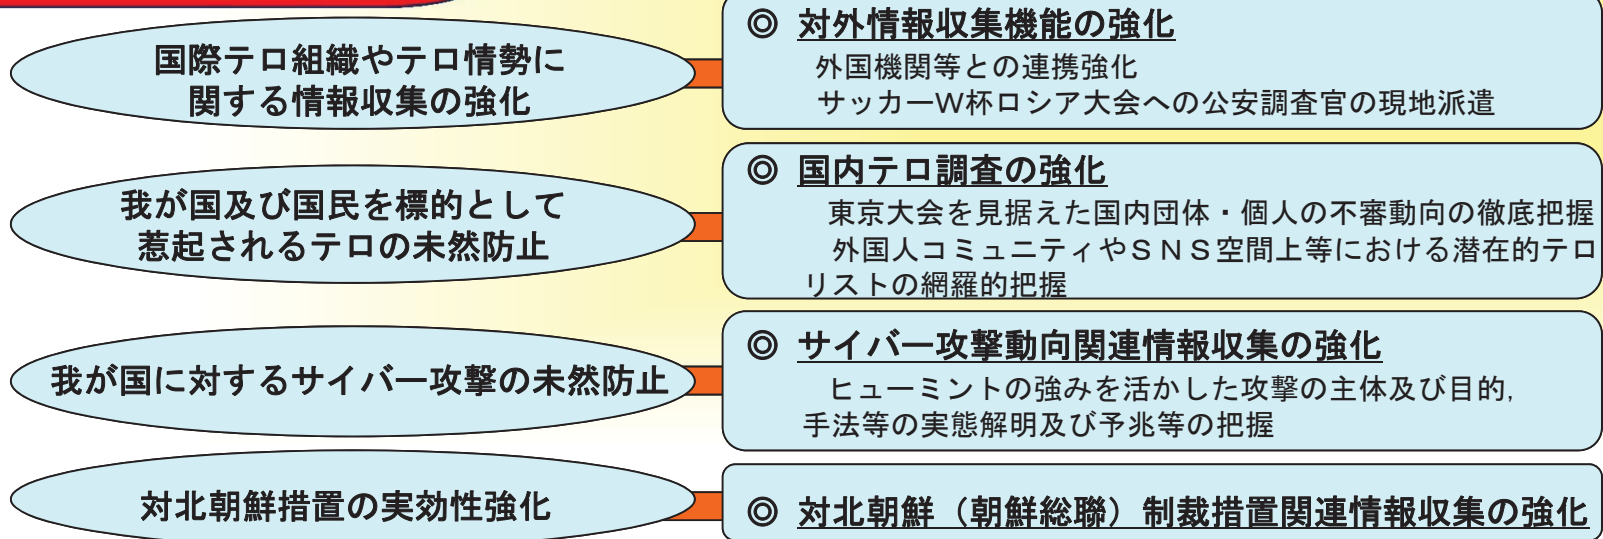 国際テロ組織やテロ情勢に
関する情報収集の強化
◎ 対外情報収集機能の強化
外国機関等との連携強化
サッカーW杯ロシア大会への公安調査官の現地派遣
我が国及び国民を標的として
惹起されるテロの未然防止
◎ 国内テロ調査の強化
東京大会を見据えた国内団体・個人の不審動向の徹底把握
外国人コミュニティやSNS空間上等における潜在的テロ
リストの網羅的把握
我が国に対するサイバー攻撃の未然防止
◎ サイバー攻撃動向関連情報収集の強化
ヒューミントの強みを活かした攻撃の主体及び目的,
手法等の実態解明及び予兆等の把握
対北朝鮮措置の実効性強化
◎ 対北朝鮮（朝鮮総聯）制裁措置関連情報収集の強化